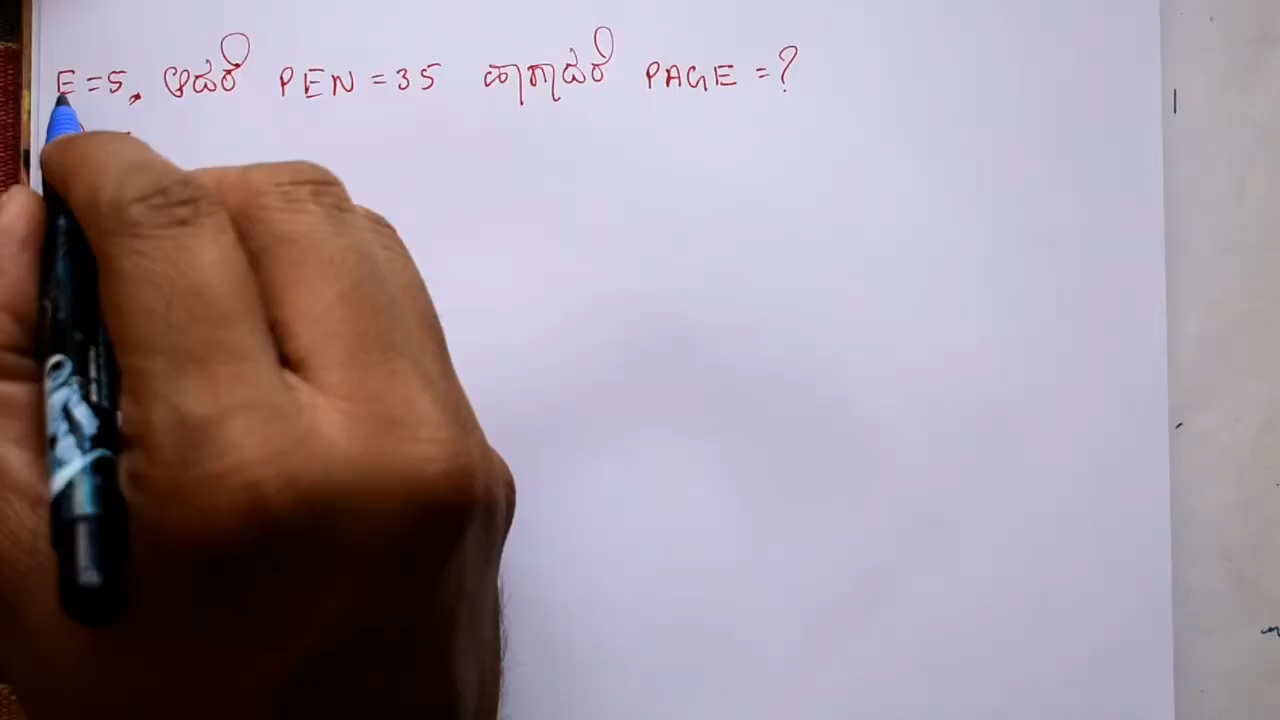 E = 5, ಆದರೆ PEN = 35 ಹಾಗಾದರೆ PAGE = ?